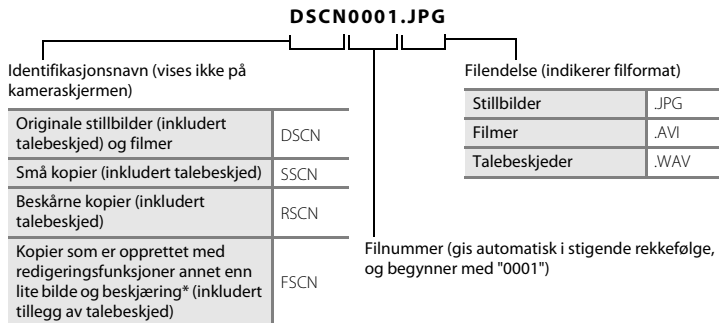 DSCN0001.JPG
Identifikasjonsnavn (vises ikke på
kameraskjermen)
Originale stillbilder (inkludert
talebeskjed) og filmer
DSCN
Små kopier (inkludert talebeskjed)
SSCN
Beskårne kopier (inkludert
talebeskjed)
RSCN
Kopier som er opprettet med
redigeringsfunksjoner annet enn
lite bilde og beskjæring* (inkludert
tillegg av talebeskjed)
FSCN
Filendelse (indikerer filformat)
Stillbilder
.JPG
Filmer
.AVI
Talebeskjeder
.WAV
Filnummer (gis automatisk i stigende rekkefølge,
og begynner med "0001")